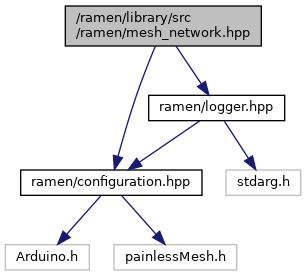 /ramen/library/src
/ramen/mesh_network.hpp
ramen/logger.hpp
ramen/configuration.hpp
stdarg.h
Arduino.h
painlessMesh.h